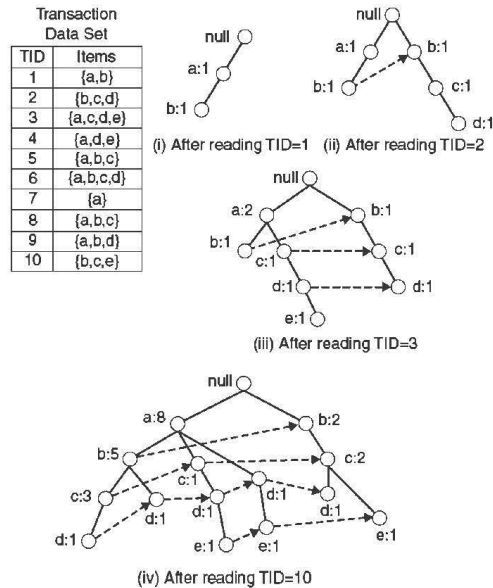 Transaction
Data Set
TID Items
1 {a,b}
2 {b,c,d}
3 {a,c,d,e}
4 {a,d,e}
5 {a,b,c}
6 {a,b,c,d}
7 {a}
8 {a,b,c}
9 {a,b,d}
10 {b,c,e}
null
a:1
b:1
(i) After reading TID=1
null
a:1 b:1
b:1 c:1
d:1
(ii) After reading TID=2
null
a:2 b:1
b:1 c:1 c:1
d:1 d:1
e:1
(iii) After reading TID=3
null
a:8 b:2
b:5 c:1 c:2
c:3 d:1 d:1 d:1 d:1
d:1 e:1 e:1 e:1
(iv) After reading TID=10